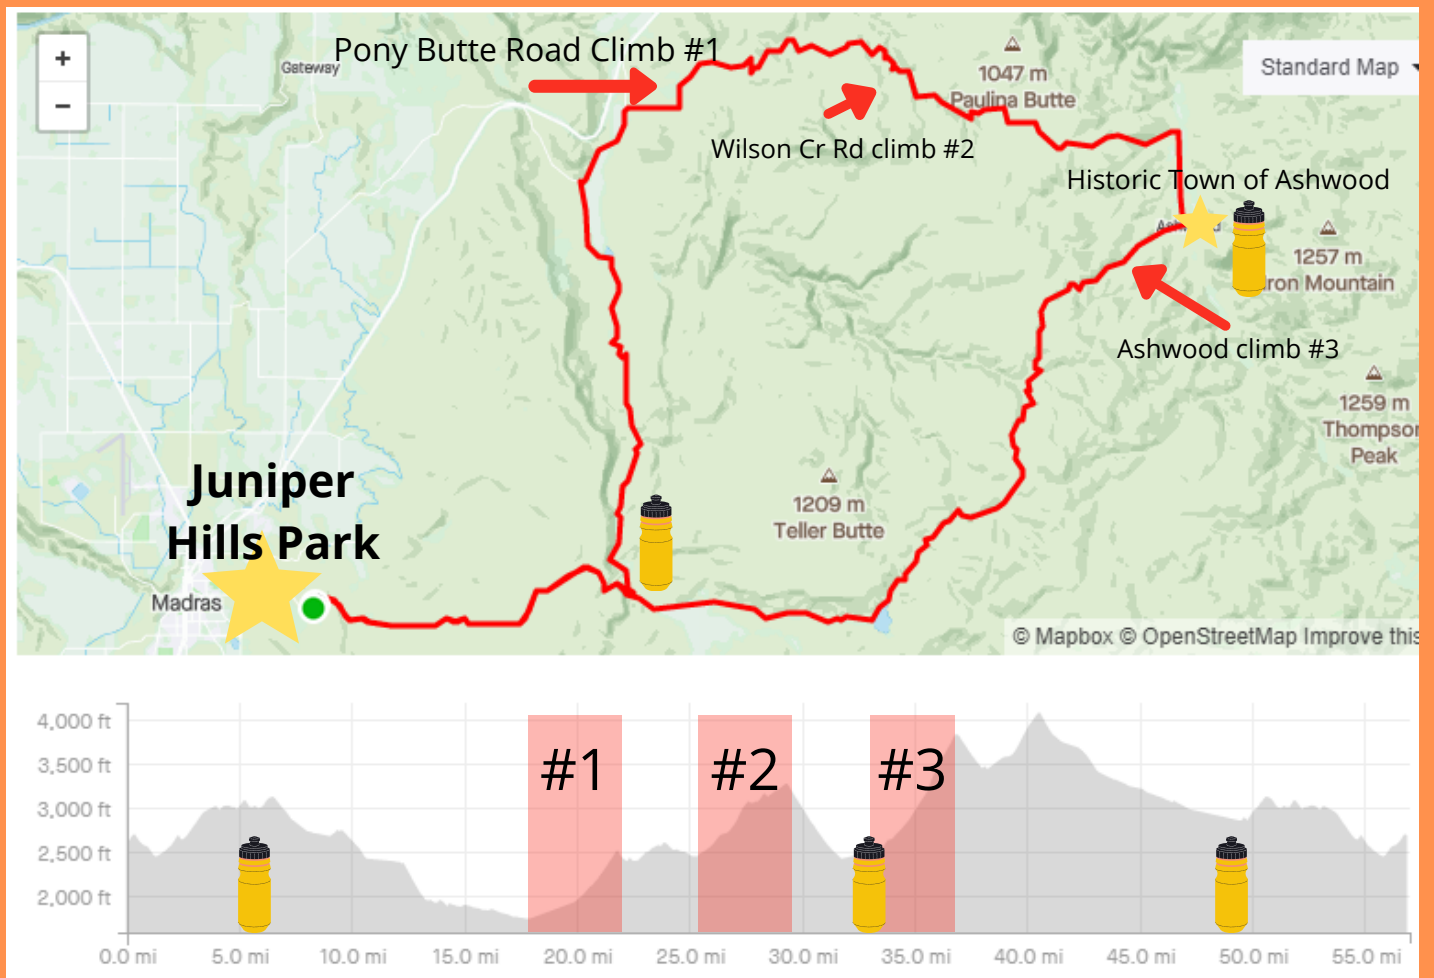 +
−
Gateway
Pony Butte Road Climb #1
Standard Map
1047 m
Paulina Butte
Wilson Cr Rd climb #2
Historic Town of Ashwood
1257 m
Iron Mountain
Ashwood climb #3
1259 m
Thompson
Peak
Juniper
Hills Park
1209 m
Teller Butte
Madras
© Mapbox © OpenStreetMap Improve this
4,000 ft
3,500 ft
3,000 ft
2,500 ft
2,000 ft
#1
#2
#3
0.0 mi
5.0 mi
10.0 mi
15.0 mi
20.0 mi
25.0 mi
30.0 mi
35.0 mi
40.0 mi
45.0 mi
50.0 mi
55.0 mi